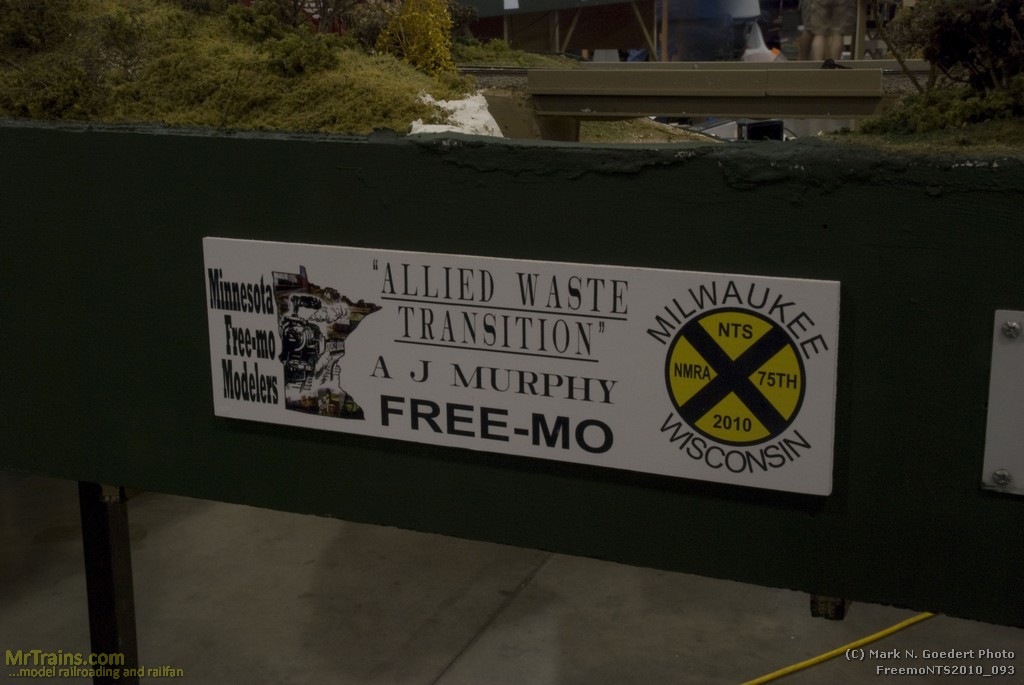 Minnesota
Free-mo
Modelers
"ALLIED WASTE
TRANSITION"
A J MURPHY
FREE-MO
MILWAUKEE
NTS
NMRA 75TH
2010
WISCONSIN
MrTrains.com
...model railroading and railfan
(C) Mark N. Goedert Photo
FreemoNTS2010_093